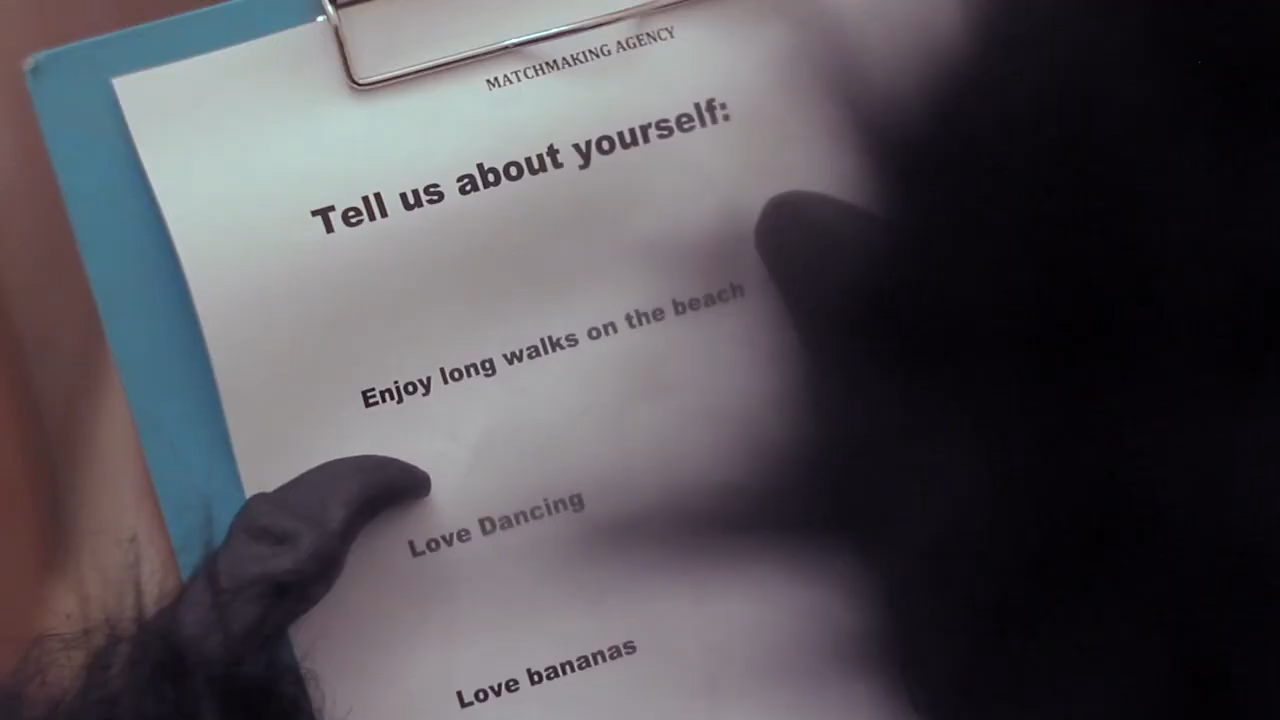 MATCHMAKING AGENCY
Tell us about yourself:
Enjoy long walks on the beach
Love Dancing
Love bananas